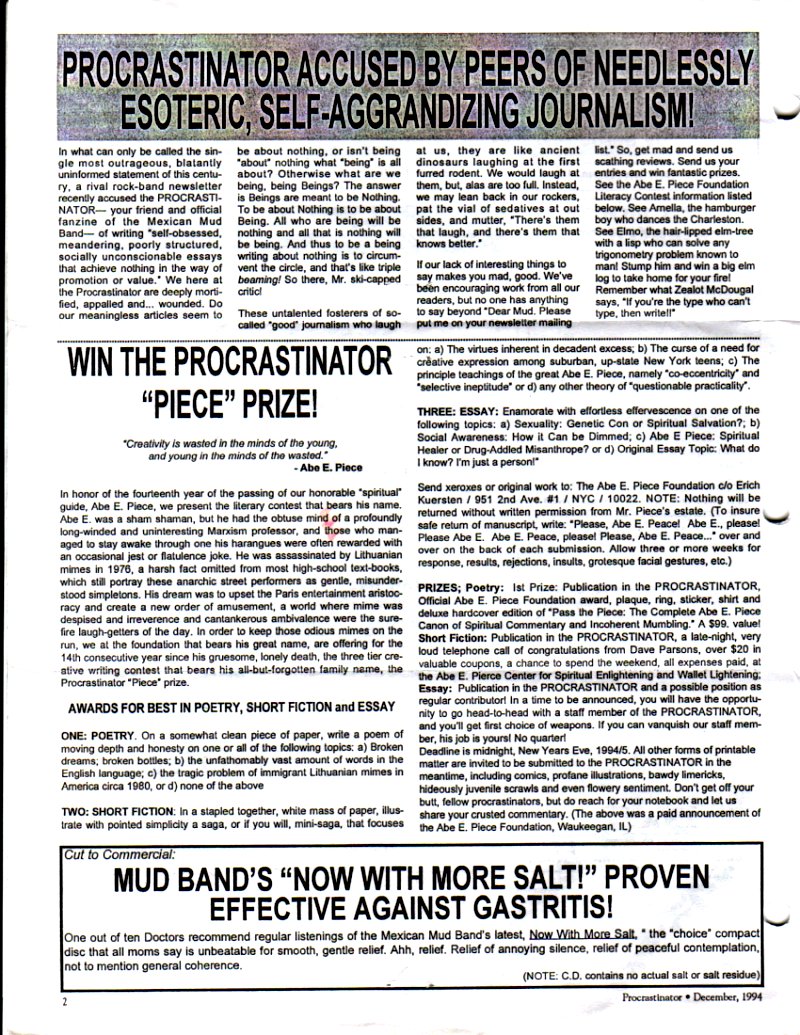 PROCRASTINATOR ACCUSED BY PEERS OF NEEDLESSLY
ESOTERIC, SELF-AGGRANDIZING JOURNALISM!
In what can only be called the sin-
gle most outrageous, blatantly
uninformed statement of this centu-
ry, a rival rock-band newsletter
recently accused the PROCRASTI-
NATOR— your friend and official
fanzine of the Mexican Mud
Band— of writing "self-obsessed,
meandering, poorly structured,
socially unconscionable essays
that achieve nothing in the way of
promotion or value." We here at
the Procrastinator are deeply morti-
fied, appalled and... wounded. Do
our meaningless articles seem to
be about nothing, or isn't being
"about" nothing what "being" is all
about? Otherwise what are we
being, being Beings? The answer
is Beings are meant to be Nothing.
To be about Nothing is to be about
Being. All who are being will be
nothing and all that is nothing will
be being. And thus to be a being
writing about nothing is to circum-
vent the circle, and that's like triple
beaming! So there, Mr. ski-capped
critic!
These untalented fosterers of so-
called "good" journalism who laugh
at us, they are like ancient
dinosaurs laughing at the first
furred rodent. We would laugh at
them, but, alas are too full. Instead,
we may lean back in our rockers,
pat the vial of sedatives at out
sides, and mutter, "There's them
that laugh, and there's them that
knows better."
If our lack of interesting things to
say makes you mad, good. We've
been encouraging work from all our
readers, but no one has anything
to say beyond "Dear Mud. Please
put me on your newsletter mailing
list." So, get mad and send us
scathing reviews. Send us your
entries and win fantastic prizes.
See the Abe E. Piece Foundation
Literacy Contest information listed
below. See Arnella, the hamburger
boy who dances the Charleston.
See Elmo, the hair-lipped elm-tree
with a lisp who can solve any
trigonometry problem known to
man! Stump him and win a big elm
log to take home for your fire!
Remember what Zealot McDougal
says, "If you're the type who can't
type, then write!!"
WIN THE PROCRASTINATOR
"PIECE" PRIZE!
"Creativity is wasted in the minds of the young,
and young in the minds of the wasted."
- Abe E. Piece
In honor of the fourteenth year of the passing of our honorable "spiritual"
guide, Abe E. Piece, we present the literary contest that bears his name.
Abe E. was a sham shaman, but he had the obtuse mind of a profoundly
long-winded and uninteresting Marxism professor, and those who man-
aged to stay awake through one his harangues were often rewarded with
an occasional jest or flatulence joke. He was assassinated by Lithuanian
mimes in 1976, a harsh fact omitted from most high-school text-books,
which still portray these anarchic street performers as gentle, misunder-
stood simpletons. His dream was to upset the Paris entertainment aristoc-
racy and create a new order of amusement, a world where mime was
despised and irreverence and cantankerous ambivalence were the sure-
fire laugh-getters of the day. In order to keep those odious mimes on the
run, we at the foundation that bears his great name, are offering for the
14th consecutive year since his gruesome, lonely death, the three tier cre-
ative writing contest that bears his all-but-forgotten family name, the
Procrastinator "Piece" prize.
AWARDS FOR BEST IN POETRY, SHORT FICTION and ESSAY
ONE: POETRY. On a somewhat clean piece of paper, write a poem of
moving depth and honesty on one or all of the following topics: a) Broken
dreams; broken bottles; b) the unfathomably vast amount of words in the
English language; c) the tragic problem of immigrant Lithuanian mimes in
America circa 1980, or d) none of the above
TWO: SHORT FICTION: In a stapled together, white mass of paper, illus-
trate with pointed simplicity a saga, or if you will, mini-saga, that focuses
on: a) The virtues inherent in decadent excess; b) The curse of a need for
creative expression among suburban, up-state New York teens; c) The
principle teachings of the great Abe E. Piece, namely "co-eccentricity" and
"selective ineptitude" or d) any other theory of "questionable practicality".
THREE: ESSAY: Enamorate with effortless effervescence on one of the
following topics: a) Sexuality: Genetic Con or Spiritual Salvation?; b)
Social Awareness: How it Can be Dimmed; c) Abe E Piece: Spiritual
Healer or Drug-Addled Misanthrope? or d) Original Essay Topic: What do
I know? I'm just a person!"
Send xeroxes or original work to: The Abe E. Piece Foundation c/o Erich
Kuersten / 951 2nd Ave. #1 / NYC / 10022. NOTE: Nothing will be
returned without written permission from Mr. Piece's estate. (To insure
safe return of manuscript, write: "Please, Abe E. Peace! Abe E., please!
Please Abe E. Abe E. Peace, please! Please, Abe E. Peace..." over and
over on the back of each submission. Allow three or more weeks for
response, results, rejections, insults, grotesque facial gestures, etc.)
PRIZES; Poetry: Ist Prize: Publication in the PROCRASTINATOR,
Official Abe E. Piece Foundation award, plaque, ring, sticker, shirt and
deluxe hardcover edition of "Pass the Piece: The Complete Abe E. Piece
Canon of Spiritual Commentary and Incoherent Mumbling." A $99. value!
Short Fiction: Publication in the PROCRASTINATOR, a late-night, very
loud telephone call of congratulations from Dave Parsons, over $20 in
valuable coupons, a chance to spend the weekend, all expenses paid, at
the Abe E. Pierce Center for Spiritual Enlightening and Wallet Lightening;
Essay: Publication in the PROCRASTINATOR and a possible position as
regular contributor! In a time to be announced, you will have the opportu-
nity to go head-to-head with a staff member of the PROCRASTINATOR,
and you'll get first choice of weapons. If you can vanquish our staff mem-
ber, his job is yours! No quarter!
Deadline is midnight, New Years Eve, 1994/5. All other forms of printable
matter are invited to be submitted to the PROCRASTINATOR in the
meantime, including comics, profane illustrations, bawdy limericks,
hideously juvenile scrawls and even flowery sentiment. Don't get off your
butt, fellow procrastinators, but do reach for your notebook and let us
share your crusted commentary. (The above was a paid announcement of
the Abe E. Piece Foundation, Waukeegan, IL)
Cut to Commercial:
MUD BAND'S "NOW WITH MORE SALT!" PROVEN
EFFECTIVE AGAINST GASTRITIS!
One out of ten Doctors recommend regular listenings of the Mexican Mud Band's latest, Now With More Salt, " the "choice" compact
disc that all moms say is unbeatable for smooth, gentle relief. Ahh, relief. Relief of annoying silence, relief of peaceful contemplation,
not to mention general coherence.
(NOTE: C.D. contains no actual salt or salt residue)
2
Procrastinator • December, 1994